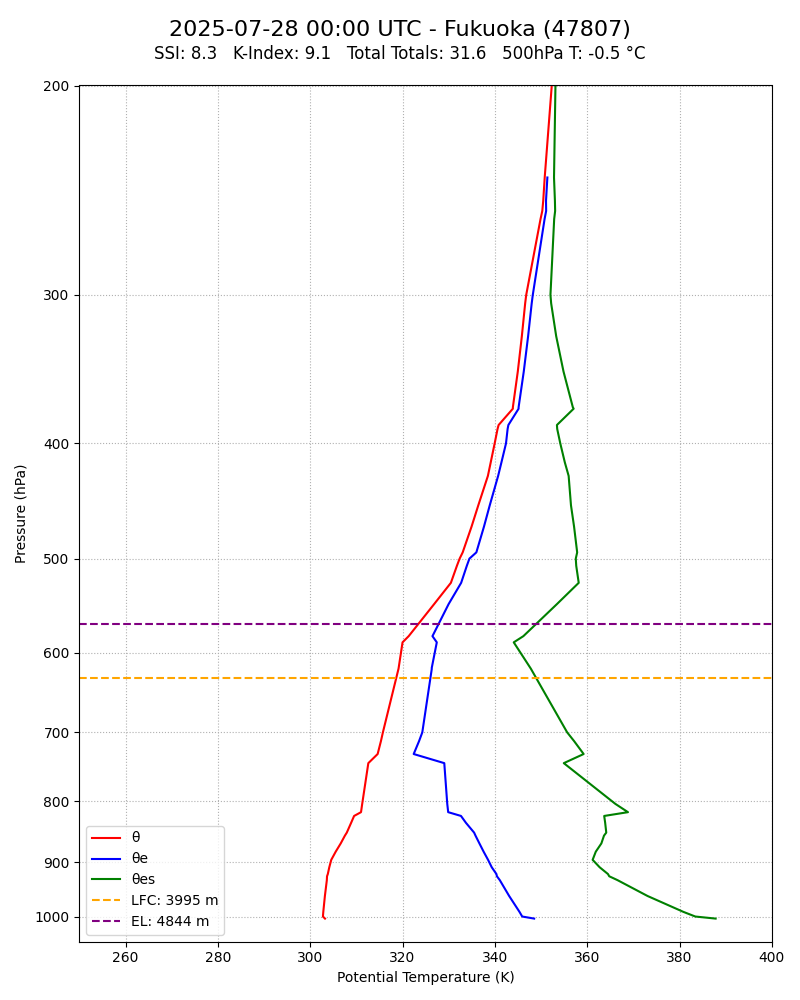 2025-07-28 00:00 UTC - Fukuoka (47807)
SSI: 8.3 K-Index: 9.1 Total Totals: 31.6 500hPa T: -0.5 °C
200
300
400
500
600
700
800
900
1000
Pressure (hPa)
θ
θe
θes
LFC: 3995 m
EL: 4844 m
260 280 300 320 340 360 380 400
Potential Temperature (K)